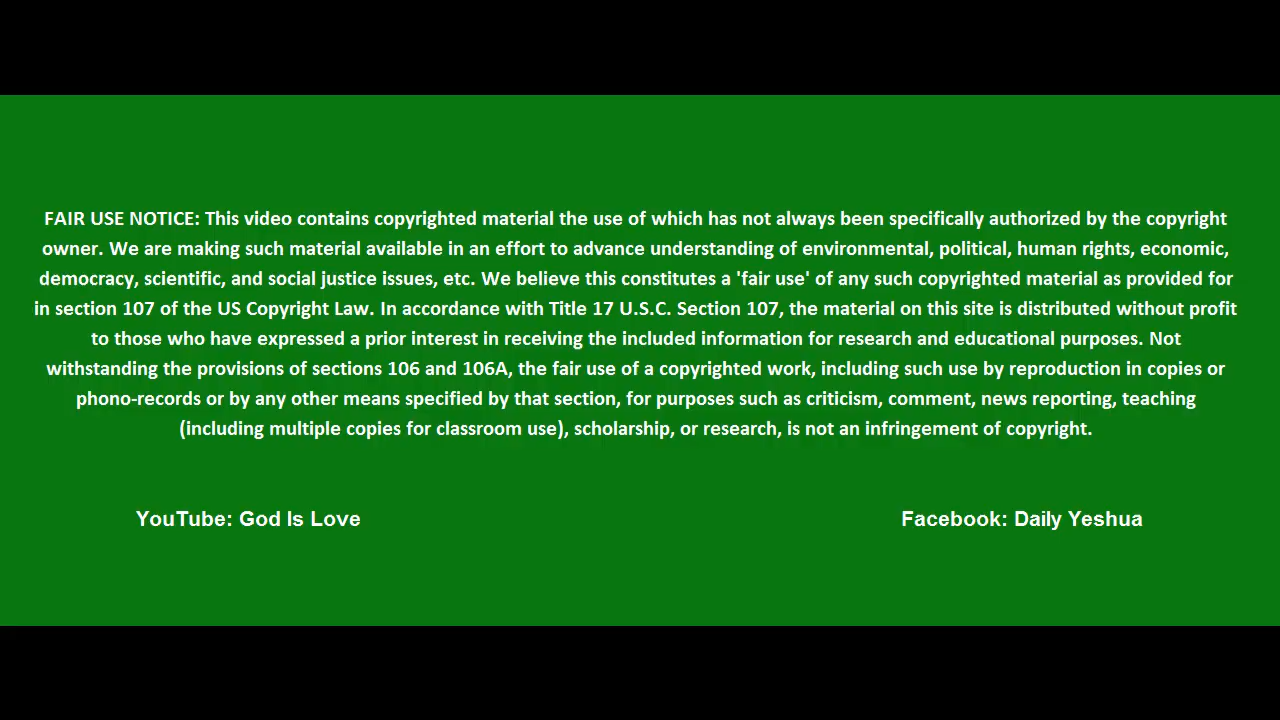 FAIR USE NOTICE: This video contains copyrighted material the use of which has not always been specifically authorized by the copyright
owner. We are making such material available in an effort to advance understanding of environmental, political, human rights, economic,
democracy, scientific, and social justice issues, etc. We believe this constitutes a 'fair use' of any such copyrighted material as provided for
in section 107 of the US Copyright Law. In accordance with Title 17 U.S.C. Section 107, the material on this site is distributed without profit
to those who have expressed a prior interest in receiving the included information for research and educational purposes. Not
withstanding the provisions of sections 106 and 106A, the fair use of a copyrighted work, including such use by reproduction in copies or
phono-records or by any other means specified by that section, for purposes such as criticism, comment, news reporting, teaching
(including multiple copies for classroom use), scholarship, or research, is not an infringement of copyright.
YouTube: God Is Love
Facebook: Daily Yeshua